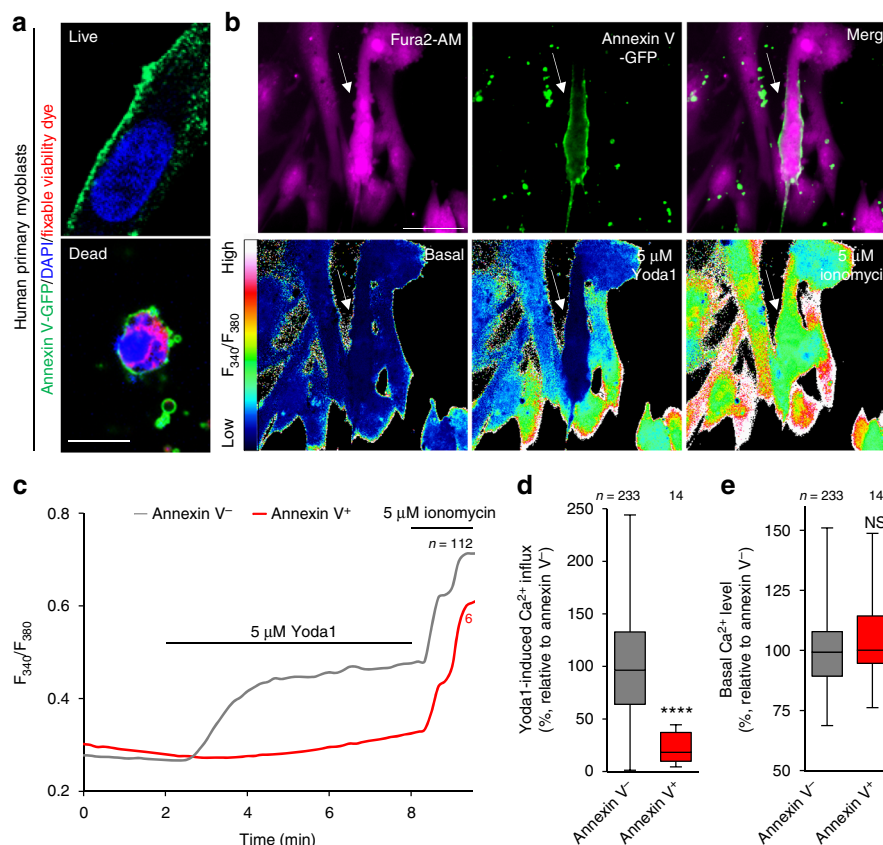 a
Human primary myoblasts
Annexin V-GFP/DAPI/fixable viability dye
Live
Dead
b
Fura2-AM
Annexin V
-GFP
Merg
High
F340/F380
Low
Basal
5 μM
Yoda1
5 μM
ionomycin
c
Annexin V–
Annexin V+
5 μM ionomycin
n = 112
6
5 μM Yoda1
F340/F380
0.8
0.6
0.4
0.2
0
2
4
6
8
Time (min)
d
n = 233
14
Yoda1-induced Ca2+ influx
(%, relative to annexin V–)
250
200
150
100
50
0
****
Annexin V–
Annexin V+
e
n = 233
14
NS
Basal Ca2+ level
(%, relative to annexin V–)
150
125
100
75
50
Annexin V–
Annexin V+